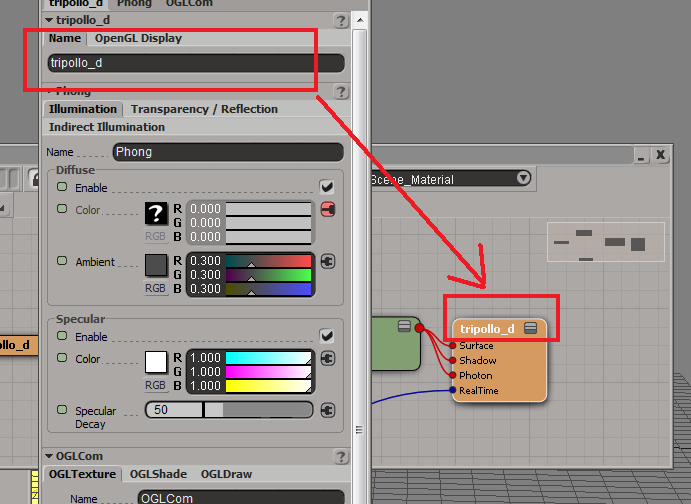 tripollo_d Phong OGLCom
tripollo_d ?
Name OpenGL Display
tripollo_d
Phong ?
Illumination Transparency / Reflection
Indirect Illumination
Name Phong
Diffuse
Enable
Color ? R 0.000
G 0.000
RGB B 0.000
Ambient R 0.300
G 0.300
RGB B 0.300
Specular
Enable
Color R 1.000
G 1.000
RGB B 1.000
Specular Decay 50
OGLCom ?
OGLTexture OGLShade OGLDraw
Name OGLCom
Scene_Material
ollo_d
tripollo_d
Surface
Shadow
Photon
RealTime